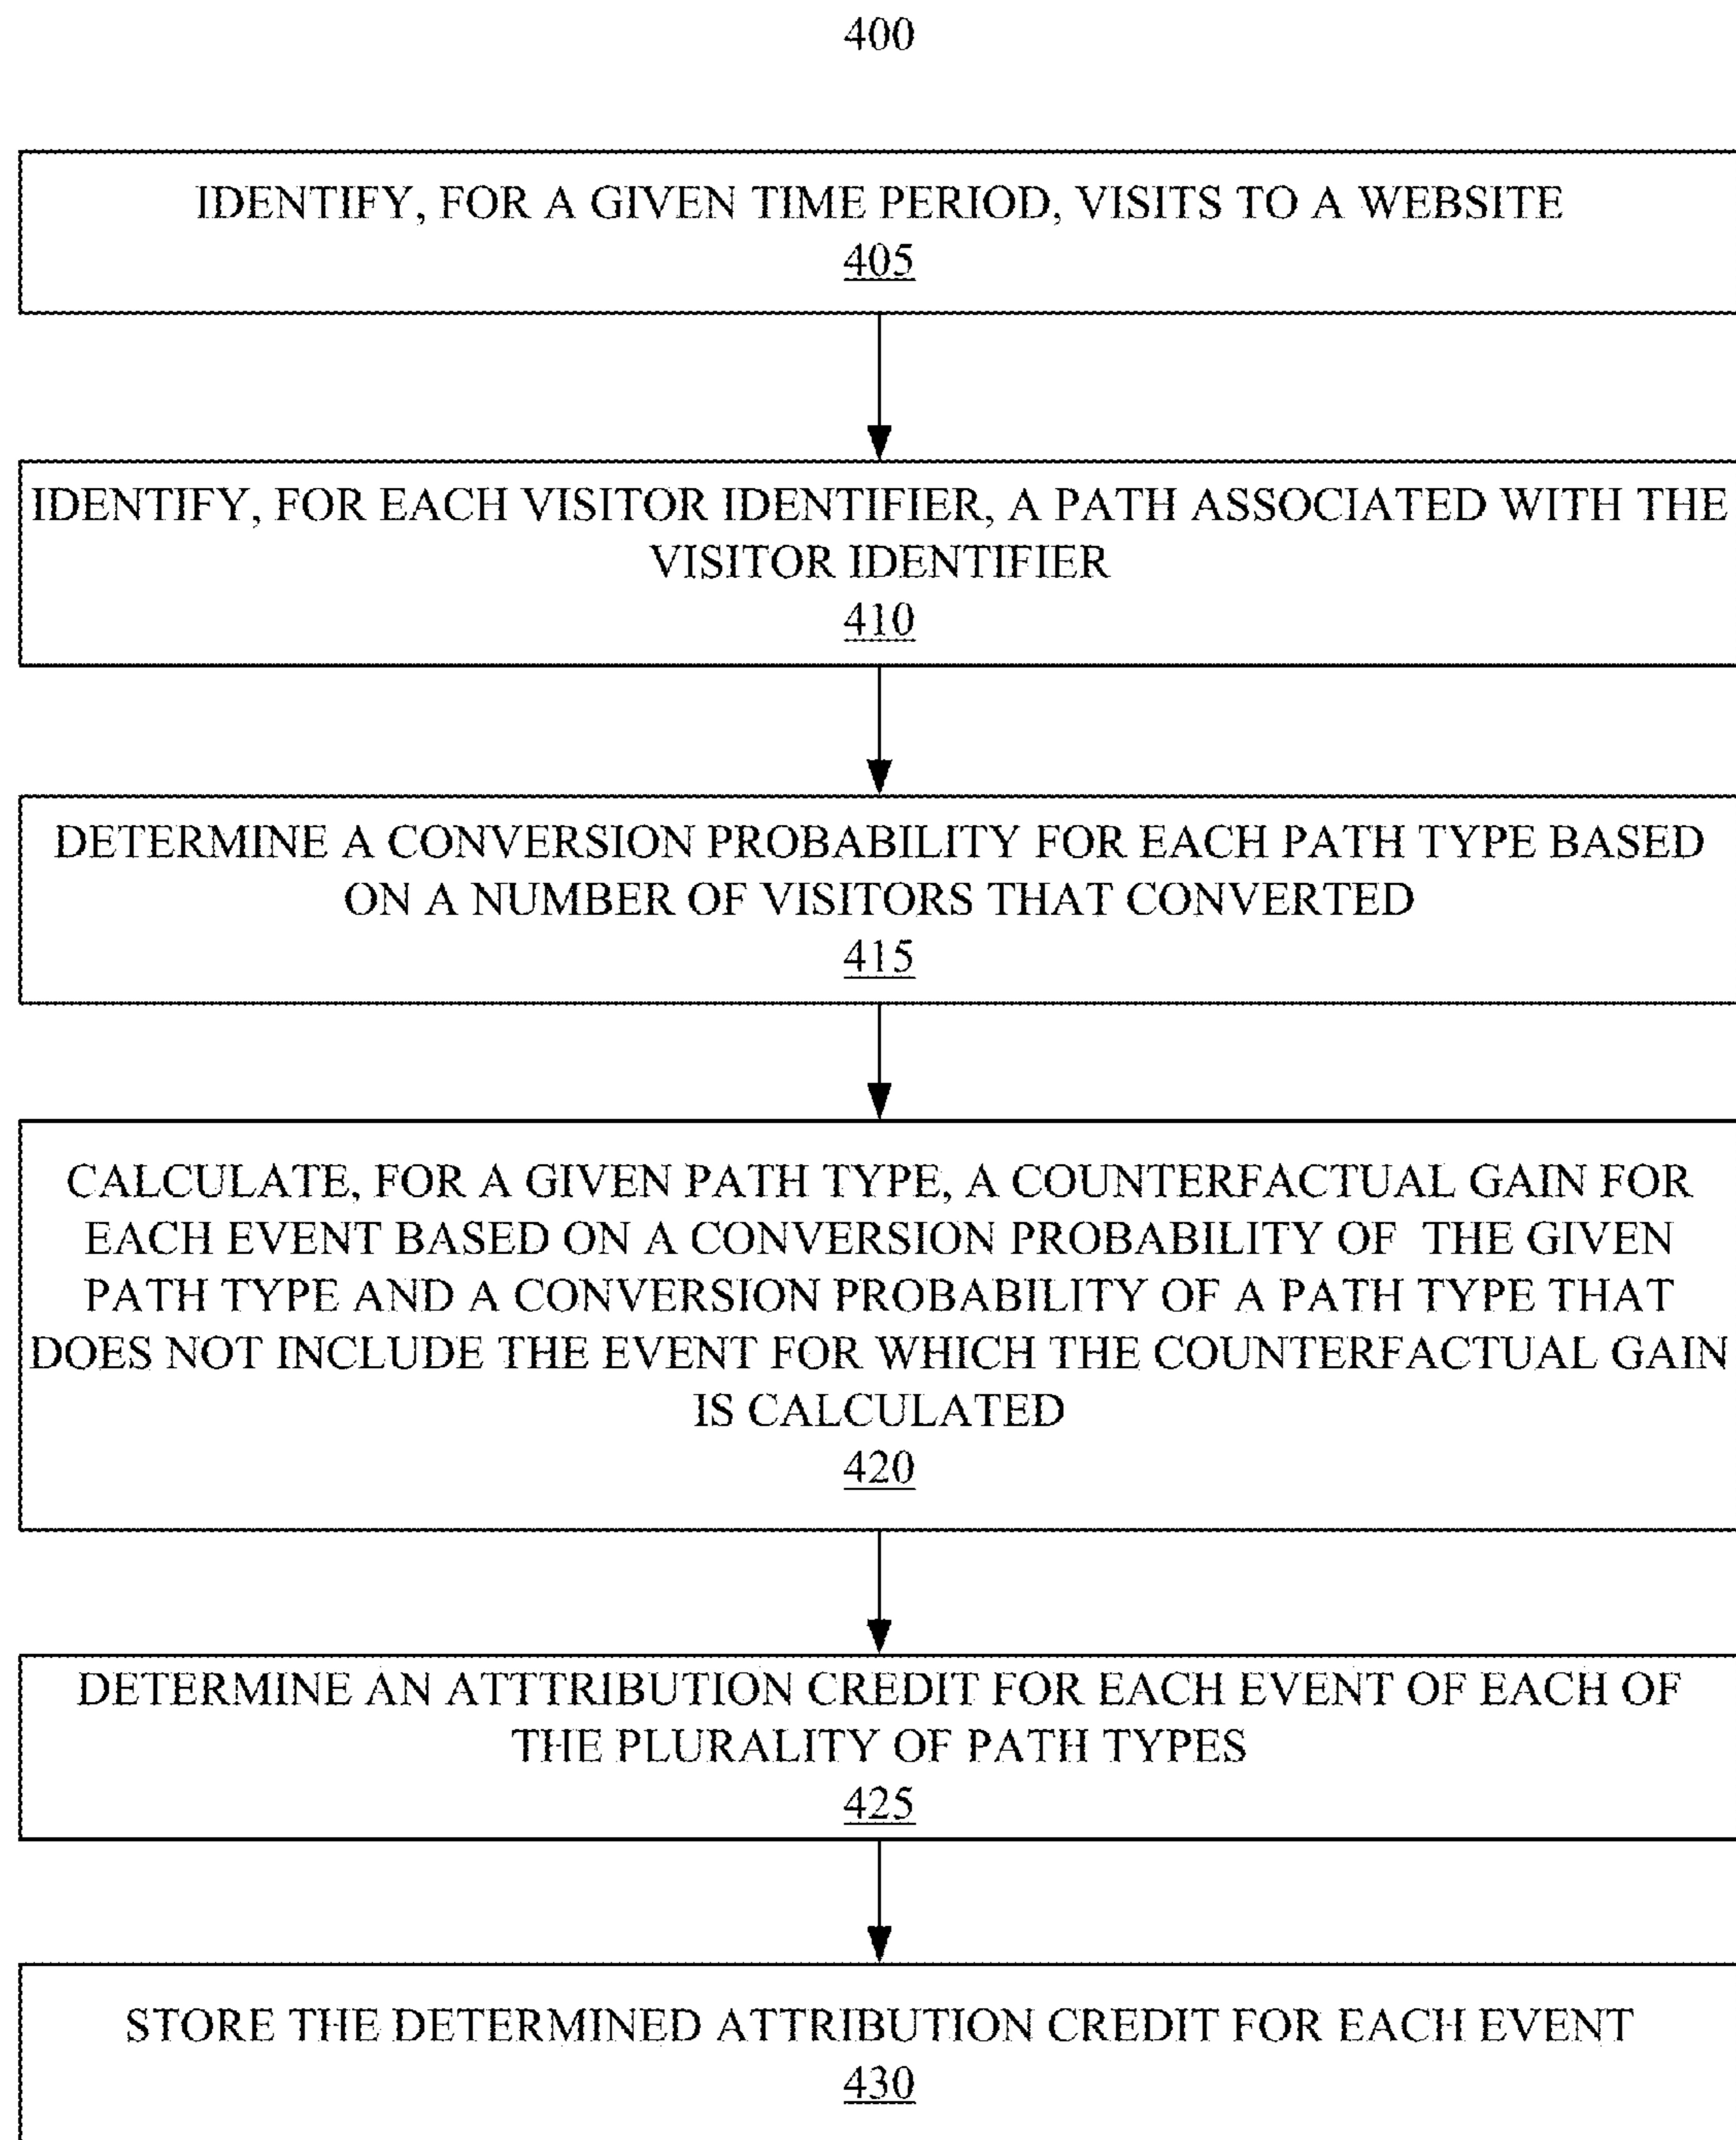 400
IDENTIFY, FOR A GIVEN TIME PERIOD, VISITS TO A WEBSITE
405
IDENTIFY, FOR EACH VISITOR IDENTIFIER, A PATH ASSOCIATED WITH THE
VISITOR IDENTIFIER
410
DETERMINE A CONVERSION PROBABILITY FOR EACH PATH TYPE BASED
ON A NUMBER OF VISITORS THAT CONVERTED
415
CALCULATE, FOR A GIVEN PATH TYPE, A COUNTERFACTUAL GAIN FOR
EACH EVENT BASED ON A CONVERSION PROBABILITY OF THE GIVEN
PATH TYPE AND A CONVERSION PROBABILITY OF A PATH TYPE THAT
DOES NOT INCLUDE THE EVENT FOR WHICH THE COUNTERFACTUAL GAIN
IS CALCULATED
420
DETERMINE AN ATTTRIBUTION CREDIT FOR EACH EVENT OF EACH OF
THE PLURALITY OF PATH TYPES
425
STORE THE DETERMINED ATTRIBUTION CREDIT FOR EACH EVENT
430